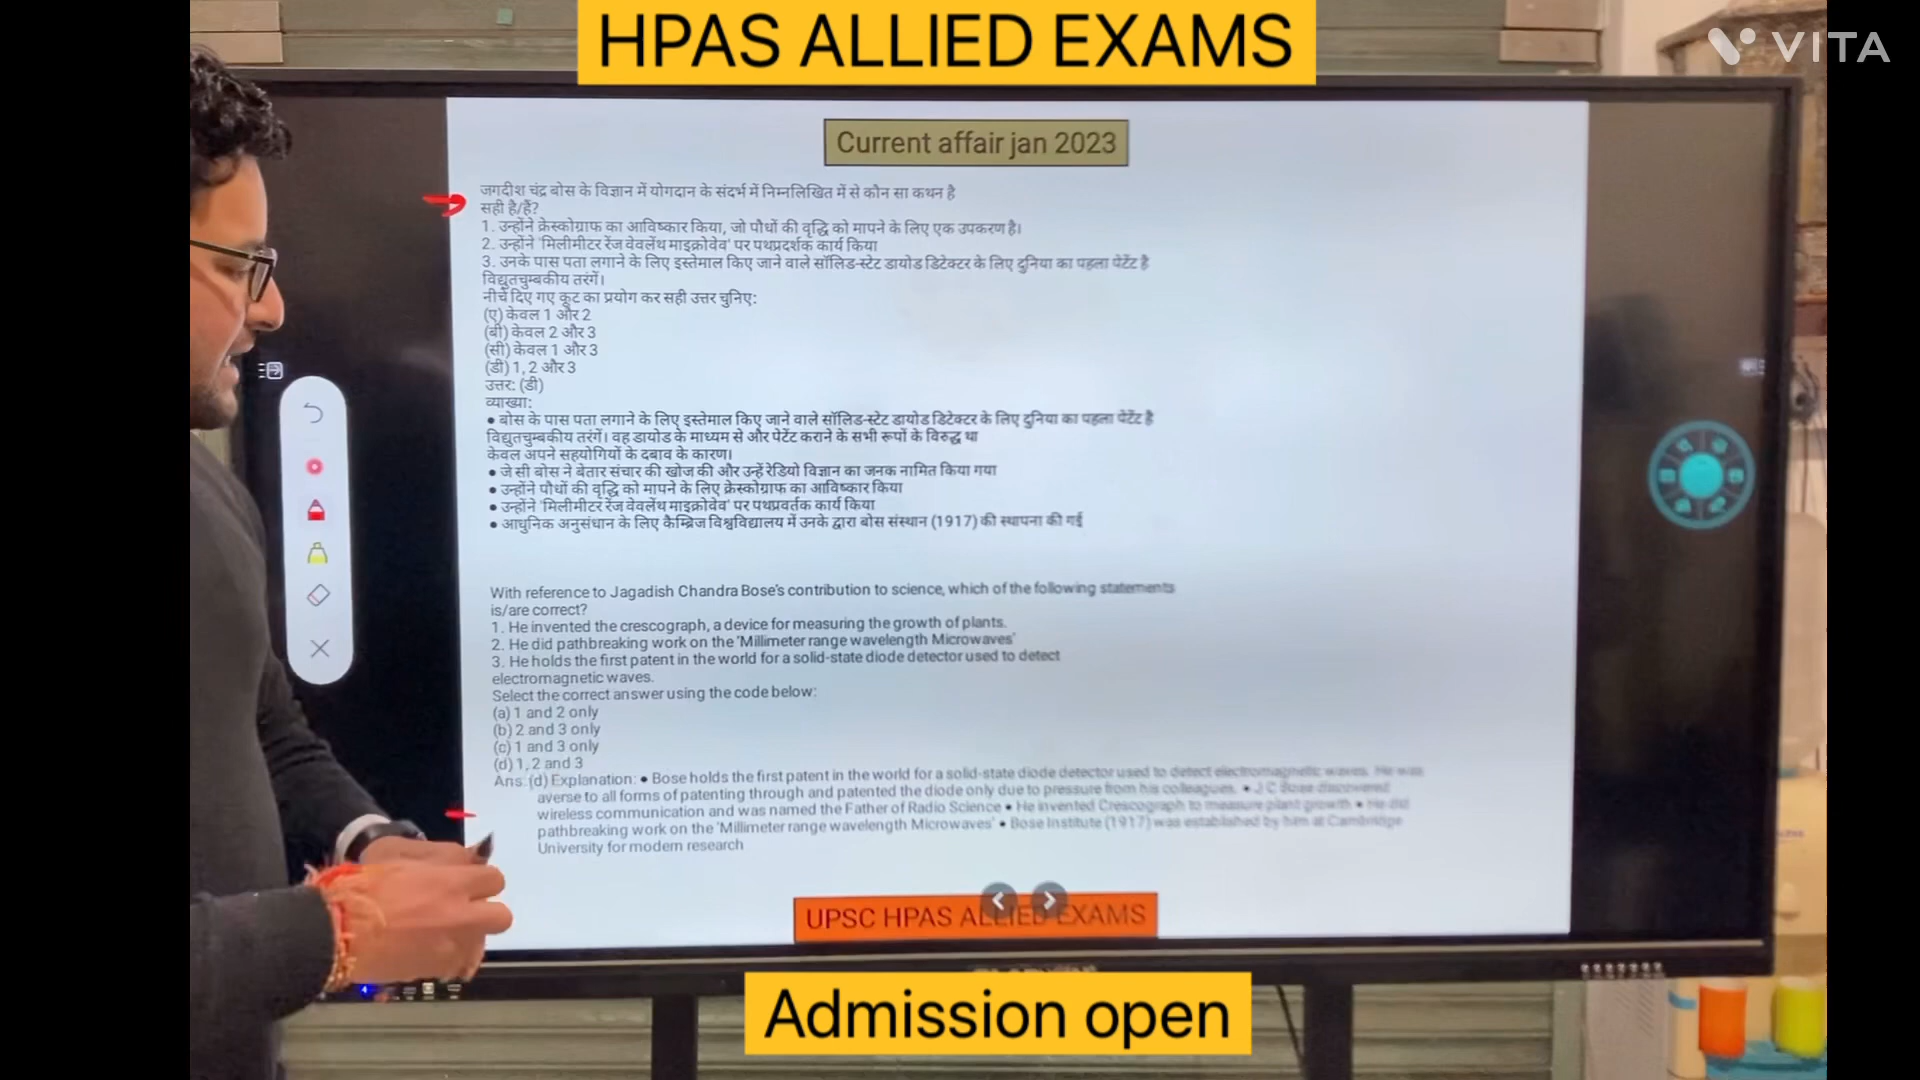 HPAS ALLIED EXAMS
VITA
Current affair jan 2023
जगदीश चंद्र बोस के विज्ञान में योगदान के संदर्भ में निम्नलिखित में से कौन सा कथन है
सही है/हैं?
1. उन्होंने क्रेस्कोग्राफ का आविष्कार किया, जो पौधों की वृद्धि को मापने के लिए एक उपकरण है।
2. उन्होंने 'मिलीमीटर रेंज वेवलेंथ माइक्रोवेव' पर पथप्रदर्शक कार्य किया
3. उनके पास पता लगाने के लिए इस्तेमाल किए जाने वाले सॉलिड-स्टेट डायोड डिटेक्टर के लिए दुनिया का पहला पेटेंट है
विद्युतचुम्बकीय तरंगें।
नीचे दिए गए कूट का प्रयोग कर सही उत्तर चुनिए:
(ए) केवल 1 और 2
(बी) केवल 2 और 3
(सी) केवल 1 और 3
(डी) 1, 2 और 3
उत्तर: (डी)
व्याख्या:
● बोस के पास पता लगाने के लिए इस्तेमाल किए जाने वाले सॉलिड-स्टेट डायोड डिटेक्टर के लिए दुनिया का पहला पेटेंट है
विद्युतचुम्बकीय तरंगें। वह डायोड के माध्यम से और पेटेंट कराने के सभी रूपों के विरुद्ध था
केवल अपने सहयोगियों के दबाव के कारण।
● जे सी बोस ने बेतार संचार की खोज की और उन्हें रेडियो विज्ञान का जनक नामित किया गया
● उन्होंने पौधों की वृद्धि को मापने के लिए क्रेस्कोग्राफ का आविष्कार किया
● उन्होंने 'मिलीमीटर रेंज वेवलेंथ माइक्रोवेव' पर पथप्रवर्तक कार्य किया
● आधुनिक अनुसंधान के लिए कैम्ब्रिज विश्वविद्यालय में उनके द्वारा बोस संस्थान (1917) की स्थापना की गई
With reference to Jagadish Chandra Bose's contribution to science, which of the following statements
is/are correct?
1. He invented the crescograph, a device for measuring the growth of plants.
2. He did pathbreaking work on the 'Millimeter range wavelength Microwaves'
3. He holds the first patent in the world for a solid-state diode detector used to detect
electromagnetic waves.
Select the correct answer using the code below:
(a) 1 and 2 only
(b) 2 and 3 only
(c) 1 and 3 only
(d) 1, 2 and 3
Ans: (d) Explanation: ● Bose holds the first patent in the world for a solid-state diode detector used to detect electromagnetic waves. He was
averse to all forms of patenting through and patented the diode only due to pressure from his colleagues. ● J C Bose discovered
wireless communication and was named the Father of Radio Science ● He invented Crescograph to measure plant growth ● He did
pathbreaking work on the 'Millimeter range wavelength Microwaves' ● Bose Institute (1917) was established by him at Cambridge
University for modern research
UPSC HPAS ALLIED EXAMS
Admission open